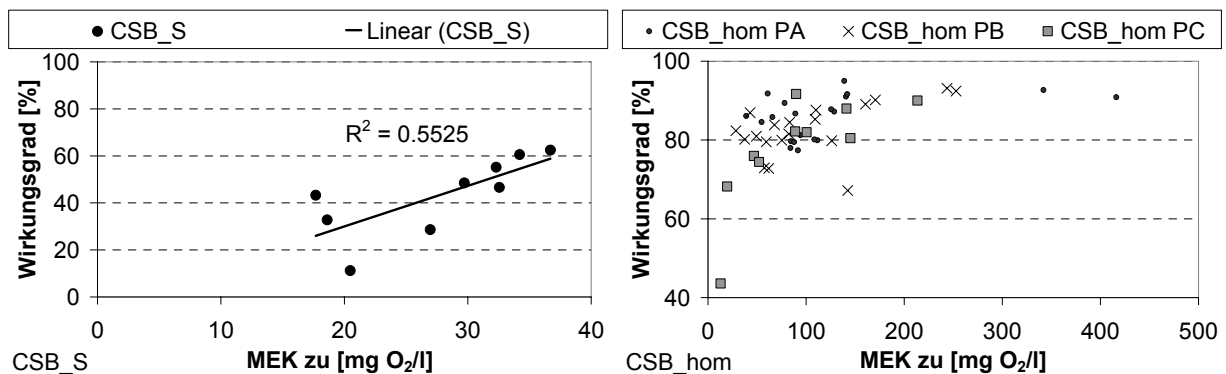 CSB_S Linear (CSB_S)
Wirkungsgrad [%]
100
80
60
40
20
0
R² = 0.5525
0 10 20 30 40
CSB_S MEK zu [mg O₂/l]
CSB_hom PA CSB_hom PB CSB_hom PC
Wirkungsgrad [%]
100
80
60
40
0 100 200 300 400 500
CSB_hom MEK zu [mg O₂/l]